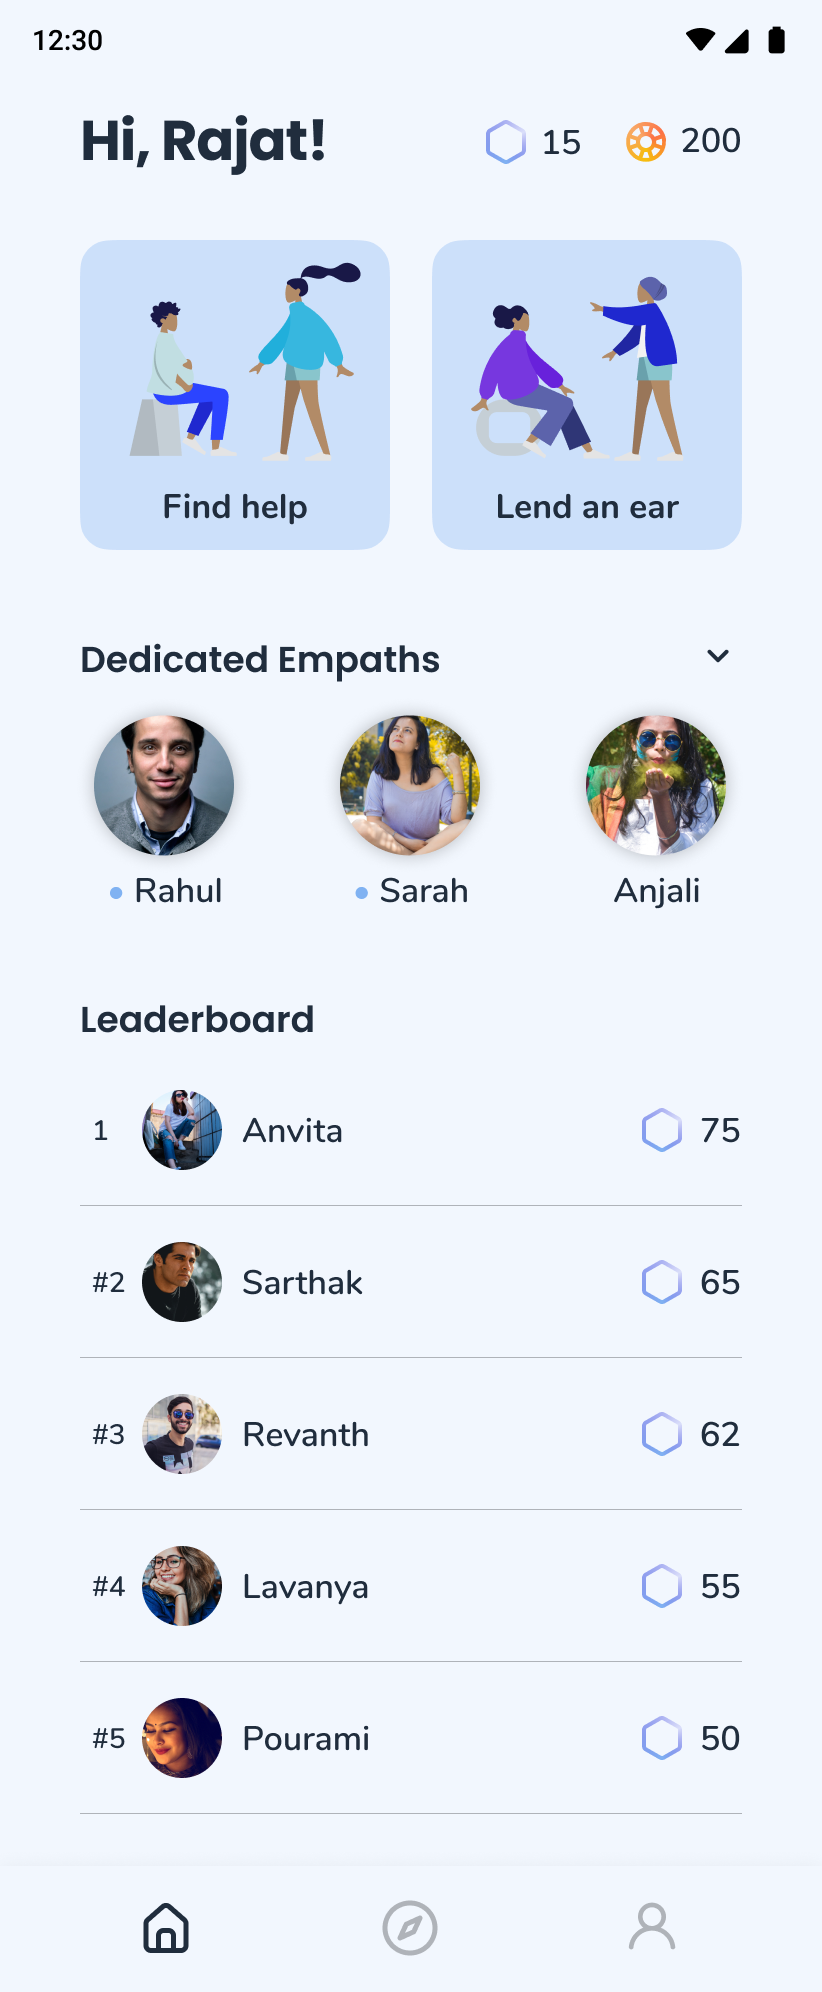 12:30
Hi, Rajat!
15
200
Find help
Lend an ear
Dedicated Empaths
Rahul
Sarah
Anjali
Leaderboard
1 Anvita 75
#2 Sarthak 65
#3 Revanth 62
#4 Lavanya 55
#5 Pourami 50